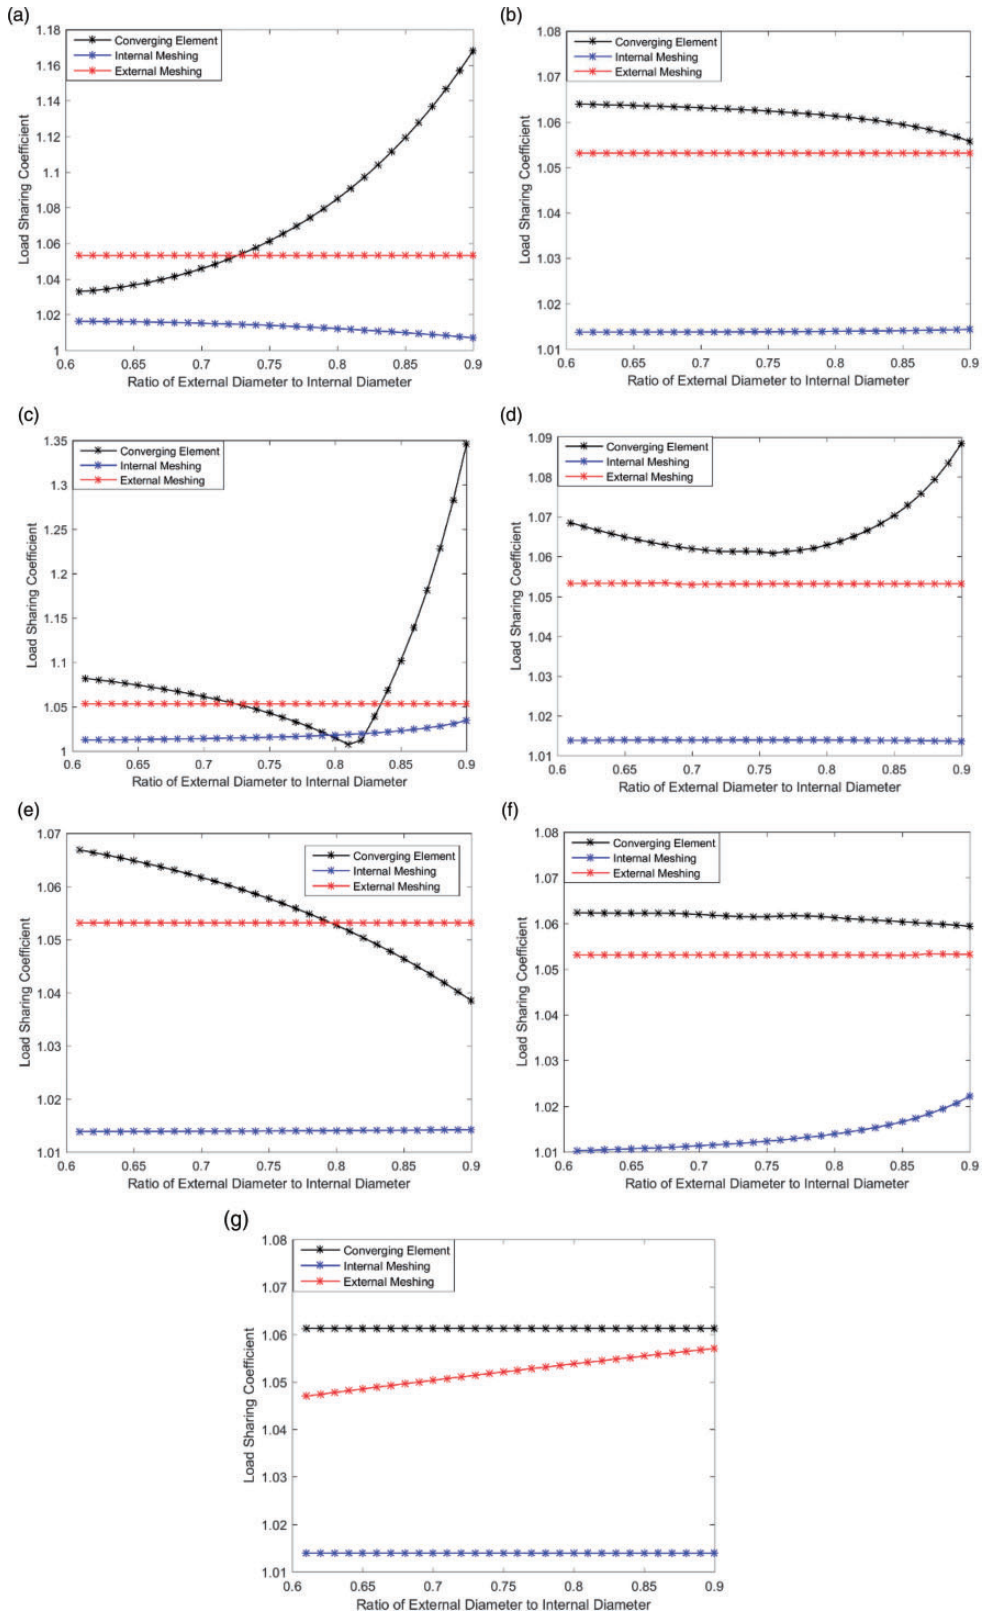 (a)
1.18
1.16
1.14
1.12
1.1
1.08
1.06
1.04
1.02
1
Load Sharing Coefficient
Converging Element
Internal Meshing
External Meshing
0.6 0.65 0.7 0.75 0.8 0.85 0.9
Ratio of External Diameter to Internal Diameter
(b)
1.08
1.07
1.06
1.05
1.04
1.03
1.02
1.01
Load Sharing Coefficient
Converging Element
Internal Meshing
External Meshing
0.6 0.65 0.7 0.75 0.8 0.85 0.9
Ratio of External Diameter to Internal Diameter
(c)
1.35
1.3
1.25
1.2
1.15
1.1
1.05
1
Load Sharing Coefficient
Converging Element
Internal Meshing
External Meshing
0.6 0.65 0.7 0.75 0.8 0.85 0.9
Ratio of External Diameter to Internal Diameter
(d)
1.09
1.08
1.07
1.06
1.05
1.04
1.03
1.02
1.01
Load Sharing Coefficient
Converging Element
Internal Meshing
External Meshing
0.6 0.65 0.7 0.75 0.8 0.85 0.9
Ratio of External Diameter to Internal Diameter
(e)
1.07
1.06
1.05
1.04
1.03
1.02
1.01
Load Sharing Coefficient
Converging Element
Internal Meshing
External Meshing
0.6 0.65 0.7 0.75 0.8 0.85 0.9
Ratio of External Diameter to Internal Diameter
(f)
1.08
1.07
1.06
1.05
1.04
1.03
1.02
1.01
Load Sharing Coefficient
Converging Element
Internal Meshing
External Meshing
0.6 0.65 0.7 0.75 0.8 0.85 0.9
Ratio of External Diameter to Internal Diameter
(g)
1.08
1.07
1.06
1.05
1.04
1.03
1.02
1.01
Load Sharing Coefficient
Converging Element
Internal Meshing
External Meshing
0.6 0.65 0.7 0.75 0.8 0.85 0.9
Ratio of External Diameter to Internal Diameter